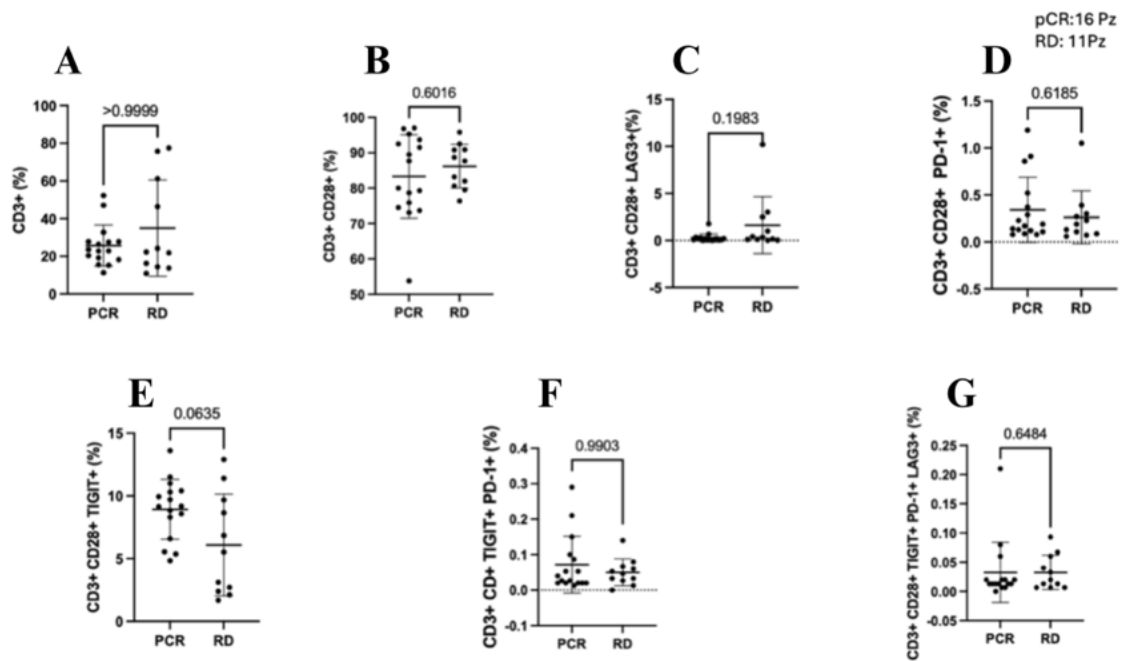 pCR:16 Pz
RD: 11Pz
A
>0.9999
CD3+ (%)
100
80
60
40
20
0
PCR RD
B
0.6016
CD3+ CD28+ (%)
100
90
80
70
60
50
PCR RD
C
0.1983
CD3+ CD28+ LAG3+(%)
15
10
5
0
-5
PCR RD
D
0.6185
CD3+ CD28+ PD-1+ (%)
1.5
1.0
0.5
0.0
-0.5
PCR RD
E
0.0635
CD3+ CD28+ TIGIT+ (%)
15
10
5
0
PCR RD
F
0.9903
CD3+ CD+ TIGIT+ PD-1+ (%)
0.4
0.3
0.2
0.1
0.0
-0.1
PCR RD
G
0.6484
CD3+ CD28+ TIGIT+ PD-1+ LAG3+ (%)
0.25
0.20
0.15
0.10
0.05
0.00
-0.05
PCR RD